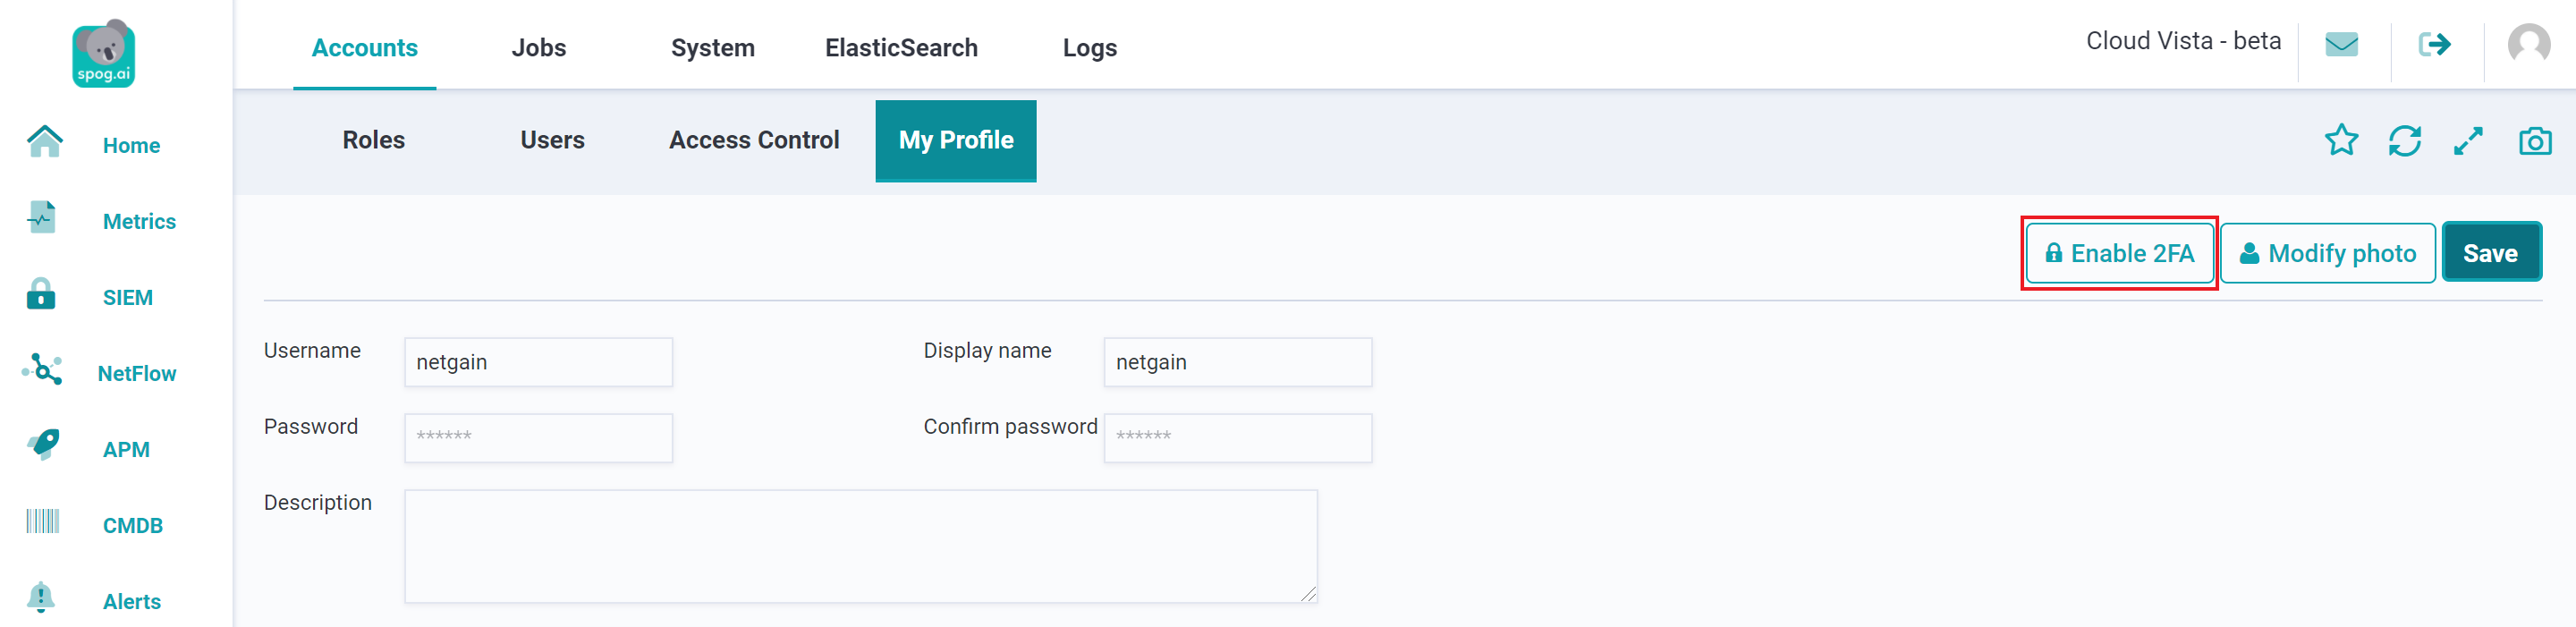 spog.ai
Accounts Jobs System ElasticSearch Logs
Cloud Vista - beta
Home
Metrics
SIEM
NetFlow
APM
CMDB
Alerts
Roles Users Access Control My Profile
Enable 2FA Modify photo Save
Username netgain Display name netgain
Password ****** Confirm password ******
Description